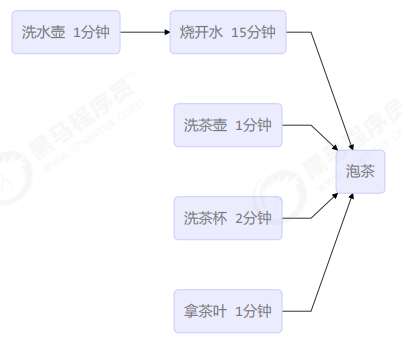 洗水壶 1分钟
烧开水 15分钟
洗茶壶 1分钟
泡茶
洗茶杯 2分钟
拿茶叶 1分钟
黑马程序员
www.itheima.com
黑马程序员